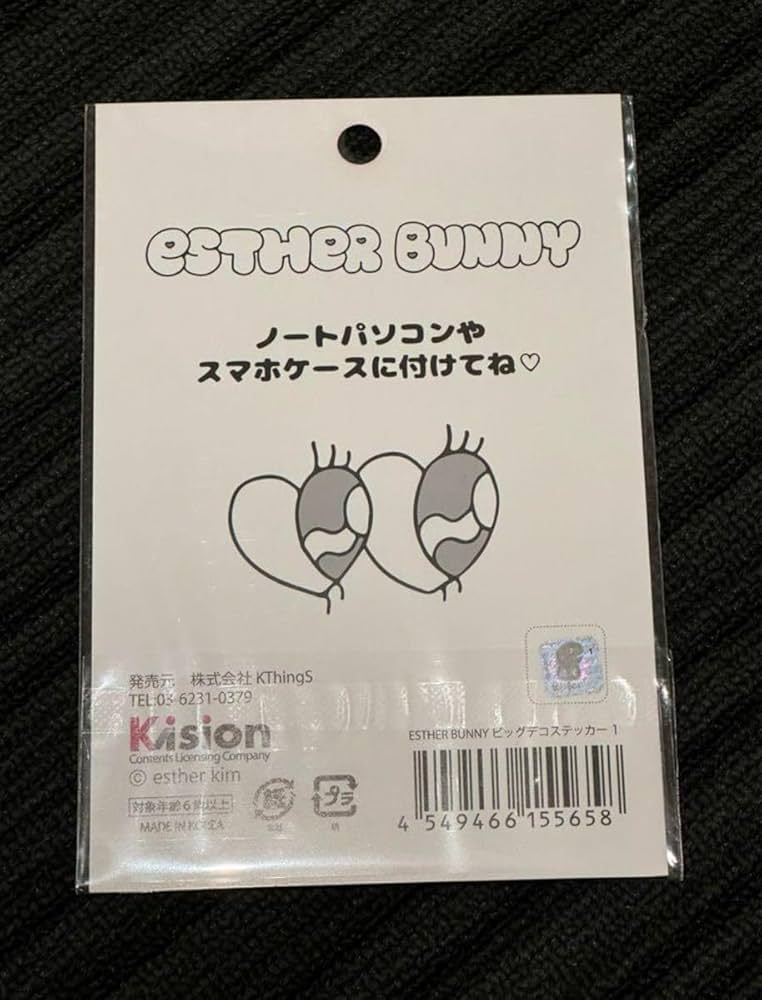 ESTHER BUNNY
ノートパソコンや
スマホケースに付けてね♡
発売元 株式会社 KThingS
TEL:03-6231-0379
Kision
Contents Licensing Company
© esther kim
対象年齢6歳以上
MADE IN KOREA
プラ
ESTHER BUNNY ビッグデコステッカー 1
4 549466 155658